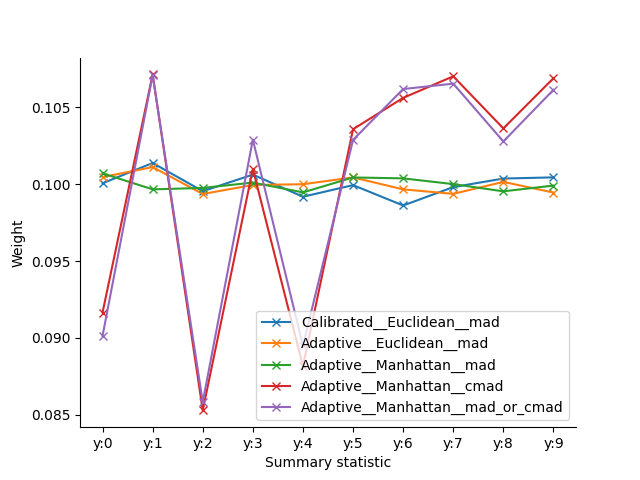 0.105
0.100
0.095
0.090
0.085
Weight
Calibrated__Euclidean__mad
Adaptive__Euclidean__mad
Adaptive__Manhattan__mad
Adaptive__Manhattan__cmad
Adaptive__Manhattan__mad_or_cmad
y:0 y:1 y:2 y:3 y:4 y:5 y:6 y:7 y:8 y:9
Summary statistic